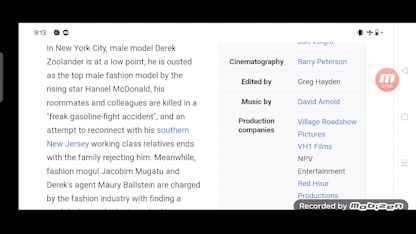 9:13
In New York City, male model Derek
Zoolander is at a low point; he is ousted
as the top male fashion model by the
rising star Hansel McDonald, his
roommates and colleagues are killed in a
"freak gasoline-fight accident", and an
attempt to reconnect with his southern
New Jersey working class relatives ends
with the family rejecting him. Meanwhile,
fashion mogul Jacobim Mugatu and
Derek's agent Maury Ballstein are charged
by the fashion industry with finding a
Jon Voight
Cinematography Barry Peterson
Edited by Greg Hayden
Music by David Arnold
Production companies
Village Roadshow
Pictures
VH1 Films
NPV
Entertainment
Red Hour
Productions
Recorded by Mobizen